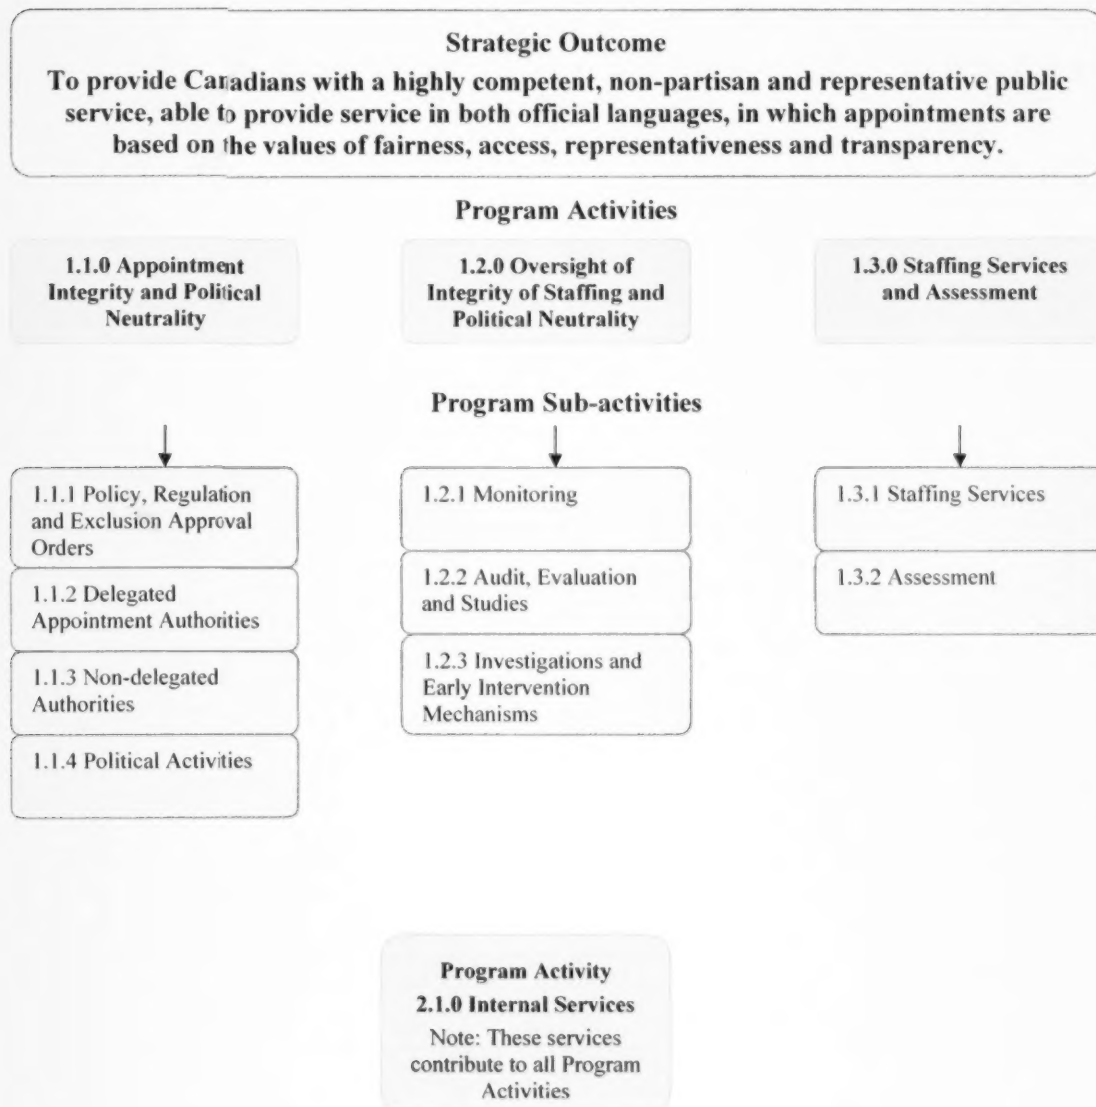 Strategic Outcome
To provide Canadians with a highly competent, non-partisan and representative public
service, able to provide service in both official languages, in which appointments are
based on the values of fairness, access, representativeness and transparency.
Program Activities
1.1.0 Appointment
Integrity and Political
Neutrality
1.2.0 Oversight of
Integrity of Staffing and
Political Neutrality
1.3.0 Staffing Services
and Assessment
Program Sub-activities
1.1.1 Policy, Regulation
and Exclusion Approval
Orders
1.1.2 Delegated
Appointment Authorities
1.1.3 Non-delegated
Authorities
1.1.4 Political Activities
1.2.1 Monitoring
1.2.2 Audit, Evaluation
and Studies
1.2.3 Investigations and
Early Intervention
Mechanisms
1.3.1 Staffing Services
1.3.2 Assessment
Program Activity
2.1.0 Internal Services
Note: These services
contribute to all Program
Activities